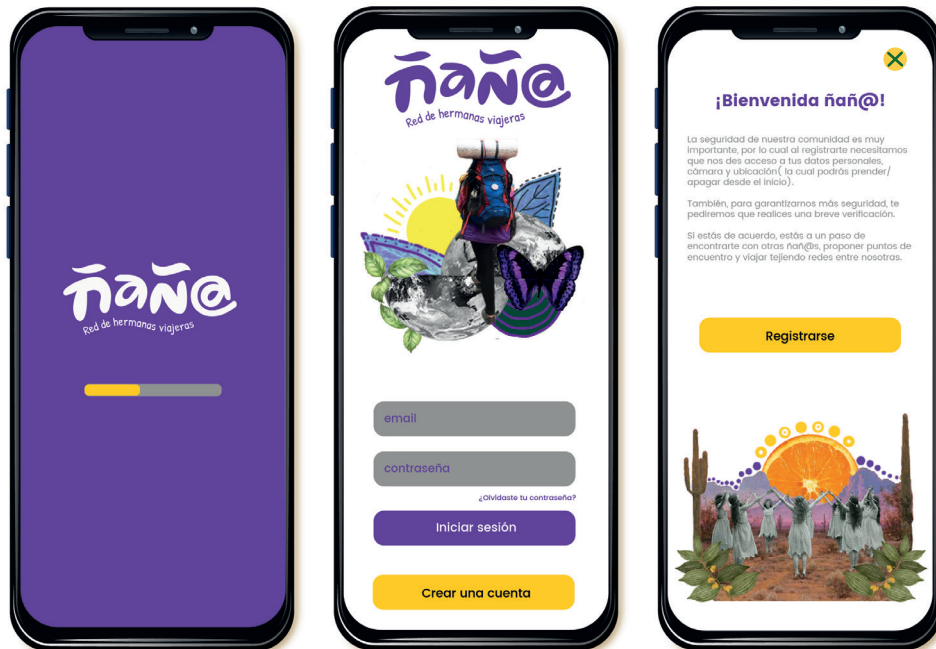 ñañ@
Red de hermanas viajeras
ñañ@
Red de hermanas viajeras
email
contraseña
¿Olvidaste tu contraseña?
Iniciar sesión
Crear una cuenta
¡Bienvenida ñañ@!
La seguridad de nuestra comunidad es muy
importante, por lo cual al registrarte necesitamos
que nos des acceso a tus datos personales,
cámara y ubicación( la cual podrás prender/
apagar desde el inicio).
También, para garantizarnos más seguridad, te
pediremos que realices una breve verificación.
Si estás de acuerdo, estás a un paso de
encontrarte con otras ñañ@s, proponer puntos de
encuentro y viajar tejiendo redes entre nosotras.
Registrarse